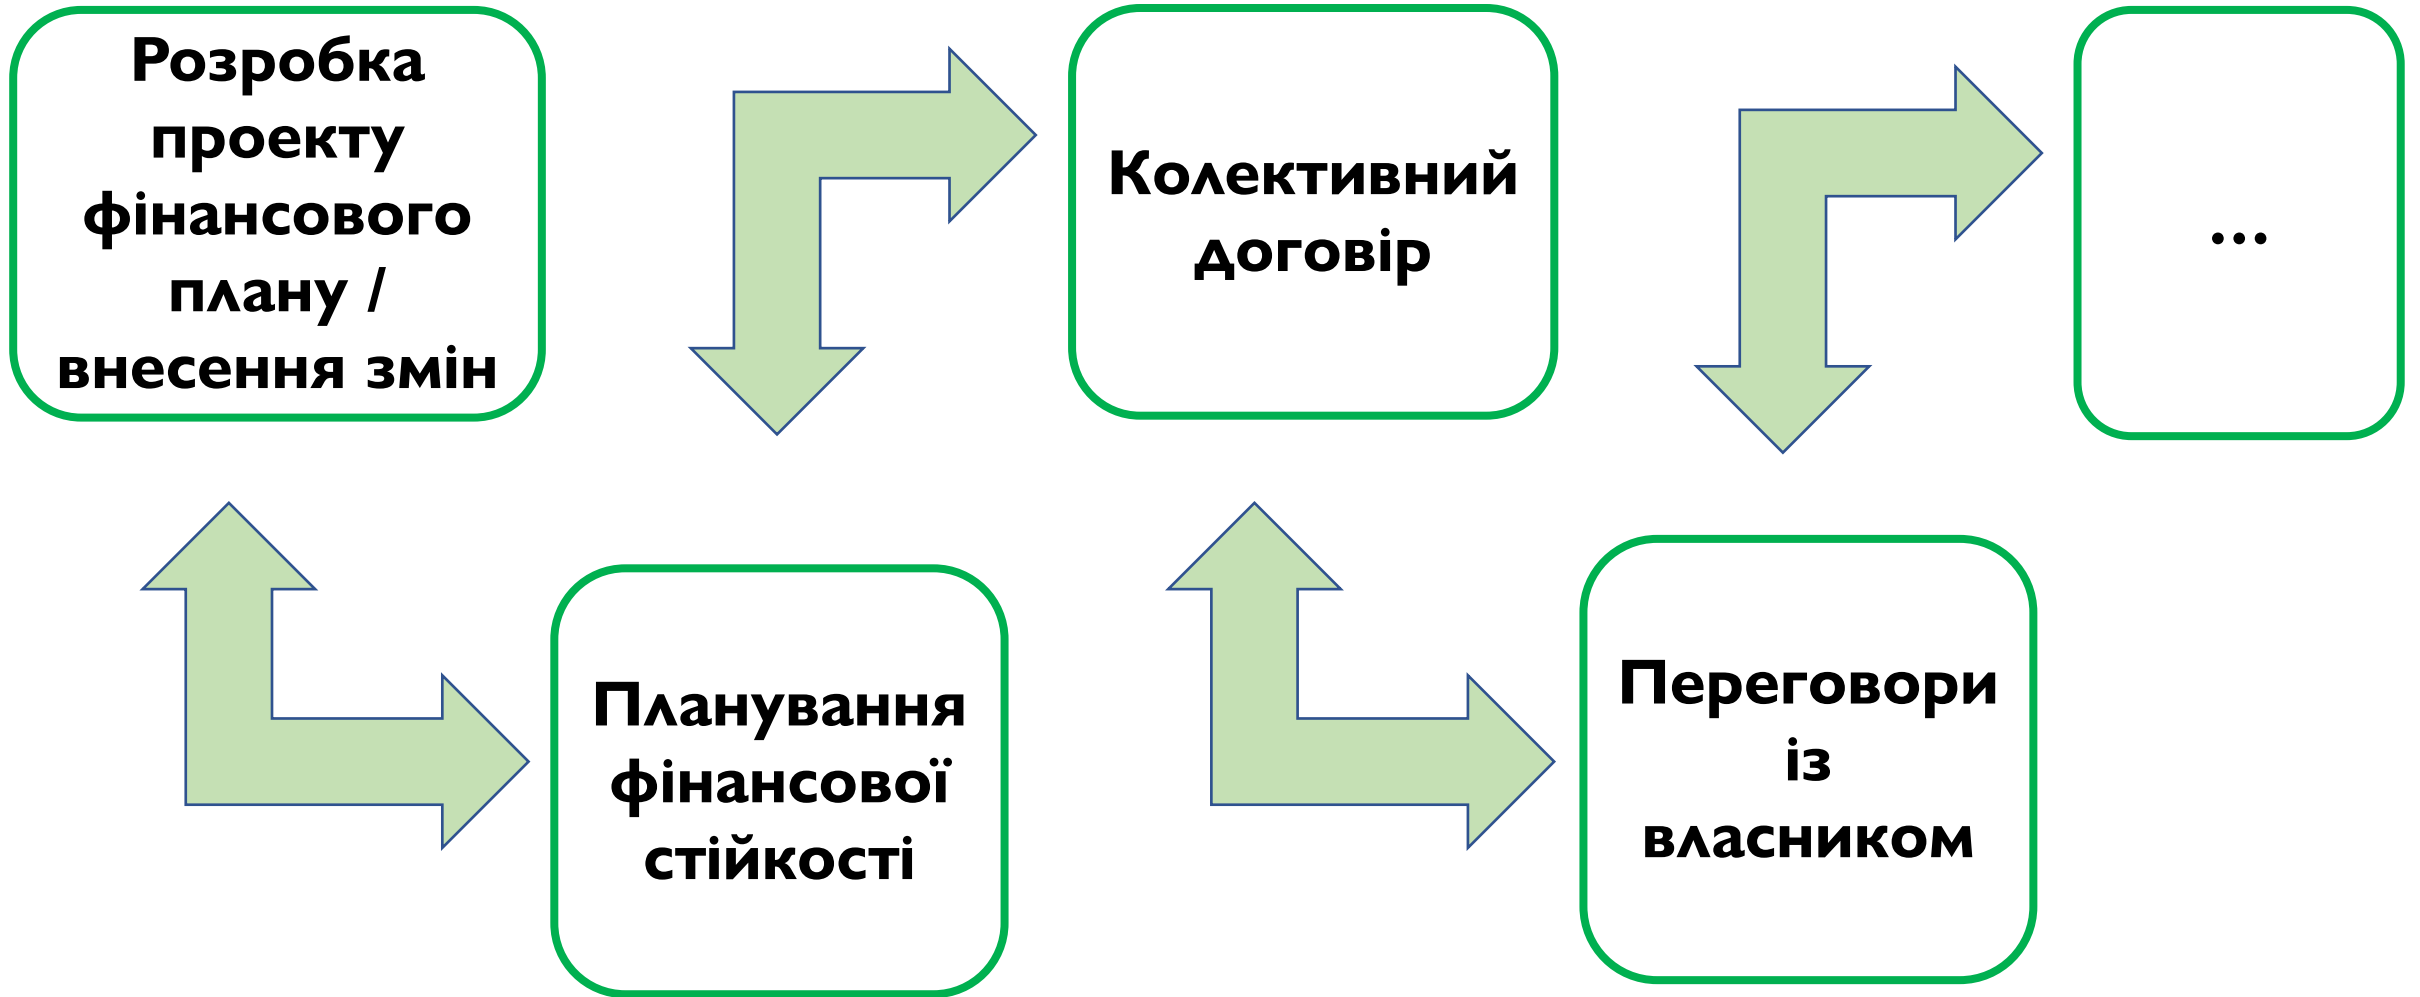 Розробка
проекту
фінансового
плану /
внесення змін
Планування
фінансової
стійкості
Колективний
договір
Переговори
із
власником
...